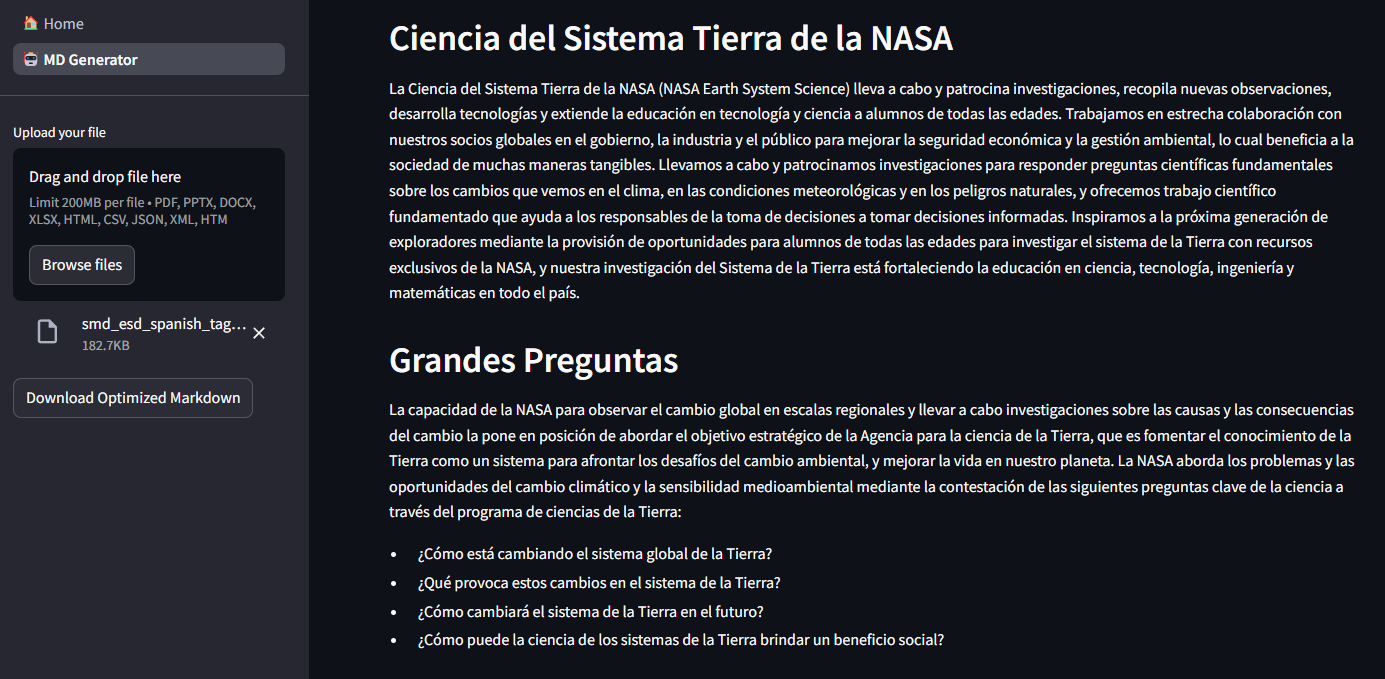 Home
MD Generator
Upload your file
Drag and drop file here
Limit 200MB per file • PDF, PPTX, DOCX,
XLSX, HTML, CSV, JSON, XML, HTM
Browse files
smd_esd_spanish_tag...
182.7KB
Download Optimized Markdown
Ciencia del Sistema Tierra de la NASA
La Ciencia del Sistema Tierra de la NASA (NASA Earth System Science) lleva a cabo y patrocina investigaciones, recopila nuevas observaciones,
desarrolla tecnologías y extiende la educación en tecnología y ciencia a alumnos de todas las edades. Trabajamos en estrecha colaboración con
nuestros socios globales en el gobierno, la industria y el público para mejorar la seguridad económica y la gestión ambiental, lo cual beneficia a la
sociedad de muchas maneras tangibles. Llevamos a cabo y patrocinamos investigaciones para responder preguntas científicas fundamentales
sobre los cambios que vemos en el clima, en las condiciones meteorológicas y en los peligros naturales, y ofrecemos trabajo científico
fundamentado que ayuda a los responsables de la toma de decisiones a tomar decisiones informadas. Inspiramos a la próxima generación de
exploradores mediante la provisión de oportunidades para alumnos de todas las edades para investigar el sistema de la Tierra con recursos
exclusivos de la NASA, y nuestra investigación del Sistema de la Tierra está fortaleciendo la educación en ciencia, tecnología, ingeniería y
matemáticas en todo el país.
Grandes Preguntas
La capacidad de la NASA para observar el cambio global en escalas regionales y llevar a cabo investigaciones sobre las causas y las consecuencias
del cambio la pone en posición de abordar el objetivo estratégico de la Agencia para la ciencia de la Tierra, que es fomentar el conocimiento de la
Tierra como un sistema para afrontar los desafíos del cambio ambiental, y mejorar la vida en nuestro planeta. La NASA aborda los problemas y las
oportunidades del cambio climático y la sensibilidad medioambiental mediante la contestación de las siguientes preguntas clave de la ciencia a
través del programa de ciencias de la Tierra:
• ¿Cómo está cambiando el sistema global de la Tierra?
• ¿Qué provoca estos cambios en el sistema de la Tierra?
• ¿Cómo cambiará el sistema de la Tierra en el futuro?
• ¿Cómo puede la ciencia de los sistemas de la Tierra brindar un beneficio social?